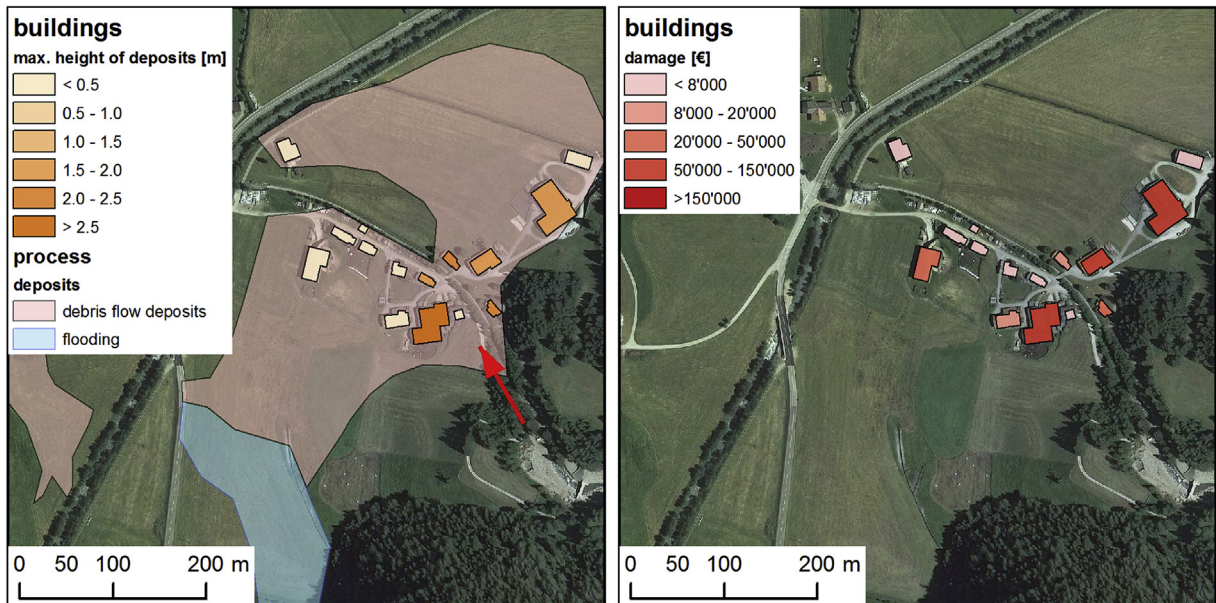 buildings
max. height of deposits [m]
< 0.5
0.5 - 1.0
1.0 - 1.5
1.5 - 2.0
2.0 - 2.5
> 2.5
process
deposits
debris flow deposits
flooding
0 50 100 200 m
buildings
damage [€]
< 8'000
8'000 - 20'000
20'000 - 50'000
50'000 - 150'000
>150'000
0 50 100 200 m